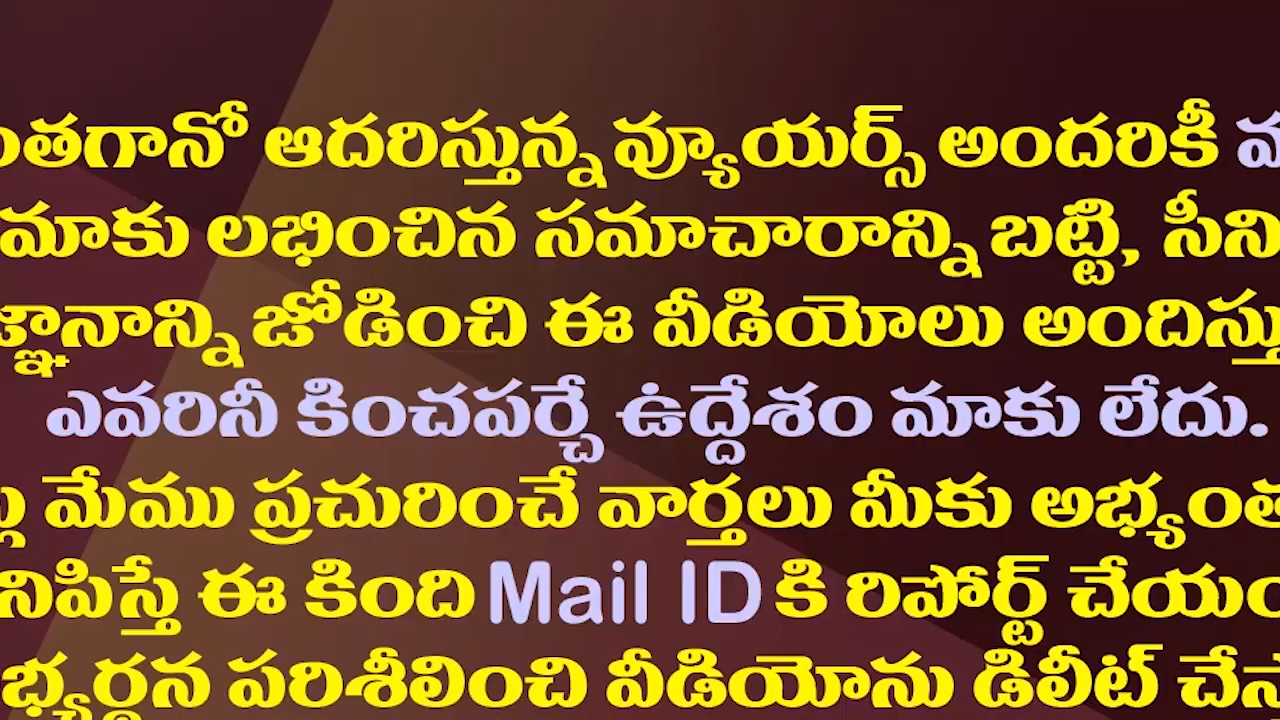 ఆదరిస్తున్న వ్యూయర్స్ అందరికీ
మాకు లభించిన సమాచారాన్ని బట్టి,
జోడించి ఈ వీడియోలు
ఎవరినీ కించపర్చే ఉద్దేశం మాకు లేదు.
మేము ప్రచురించే వార్తలు మీకు
ఈ కింది Mail ID కి రిపోర్ట్
పరిశీలించి వీడియోను డిలీట్